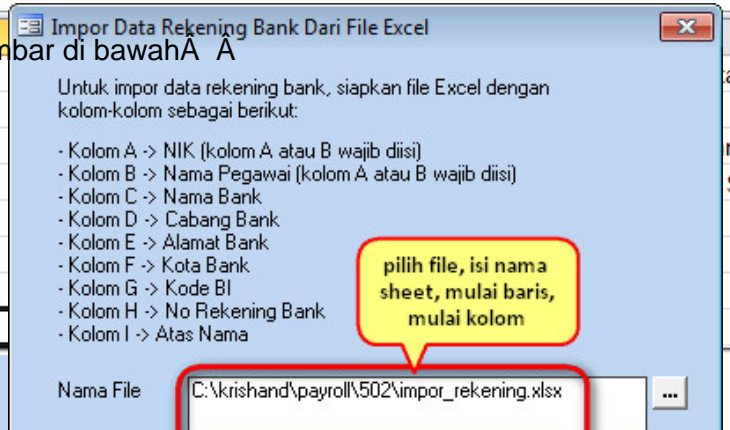 Impor Data Rekening Bank Dari File Excel
mbar di bawahÂ Â
Untuk impor data rekening bank, siapkan file Excel dengan
kolom-kolom sebagai berikut:
- Kolom A -> NIK (kolom A atau B wajib diisi)
- Kolom B -> Nama Pegawai (kolom A atau B wajib diisi)
- Kolom C -> Nama Bank
- Kolom D -> Cabang Bank
- Kolom E -> Alamat Bank
- Kolom F -> Kota Bank
- Kolom G -> Kode BI
- Kolom H -> No Rekening Bank
- Kolom I -> Atas Nama
pilih file, isi nama
sheet, mulai baris,
mulai kolom
Nama File C:\krishand\payroll\502\impor_rekening.xlsx ...